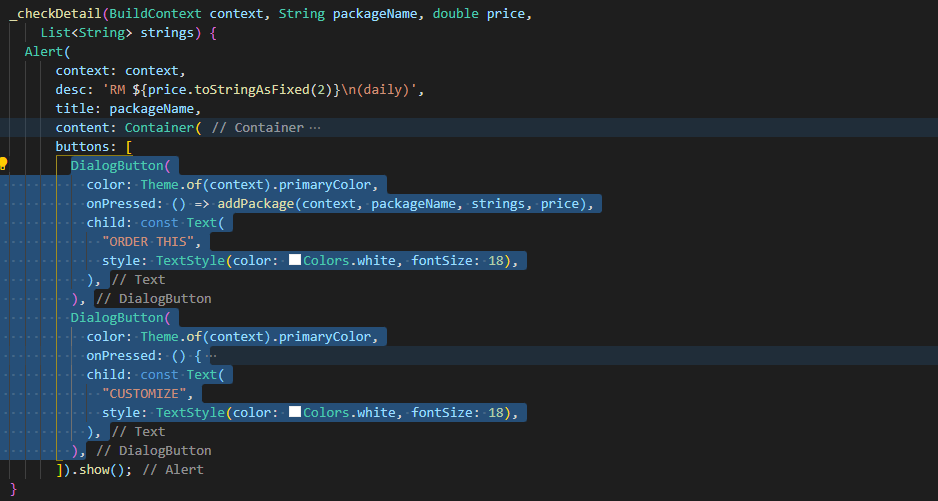 _checkDetail(BuildContext context, String packageName, double price,
    List<String> strings) {
  Alert(
      context: context,
      desc: 'RM ${price.toStringAsFixed(2)}\n(daily)',
      title: packageName,
      content: Container( // Container ⋯
      buttons: [
        DialogButton(
          color: Theme.of(context).primaryColor,
          onPressed: () => addPackage(context, packageName, strings, price),
          child: const Text(
            "ORDER THIS",
            style: TextStyle(color: Colors.white, fontSize: 18),
          ), // Text
        ), // DialogButton
        DialogButton(
          color: Theme.of(context).primaryColor,
          onPressed: () { ⋯
          child: const Text(
            "CUSTOMIZE",
            style: TextStyle(color: Colors.white, fontSize: 18),
          ), // Text
        ), // DialogButton
      ]).show(); // Alert
}